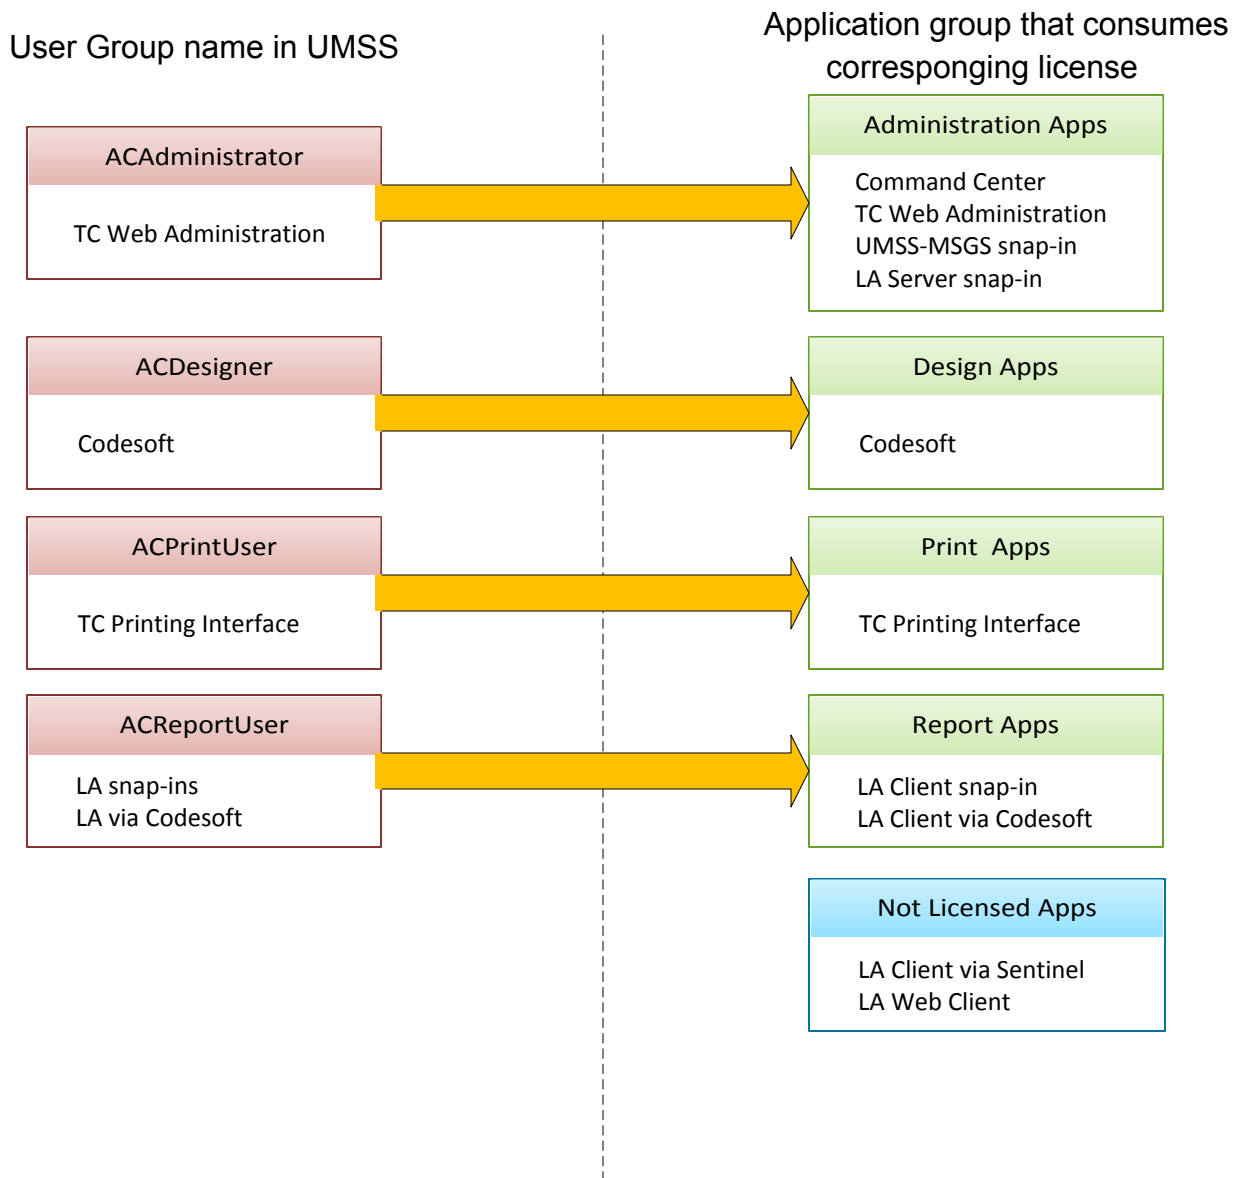 User Group name in UMSS
Application group that consumes
corresponging license
ACAdministrator
TC Web Administration
Administration Apps
Command Center
TC Web Administration
UMSS-MSGS snap-in
LA Server snap-in
ACDesigner
Codesoft
Design Apps
Codesoft
ACPrintUser
TC Printing Interface
Print Apps
TC Printing Interface
ACReportUser
LA snap-ins
LA via Codesoft
Report Apps
LA Client snap-in
LA Client via Codesoft
Not Licensed Apps
LA Client via Sentinel
LA Web Client